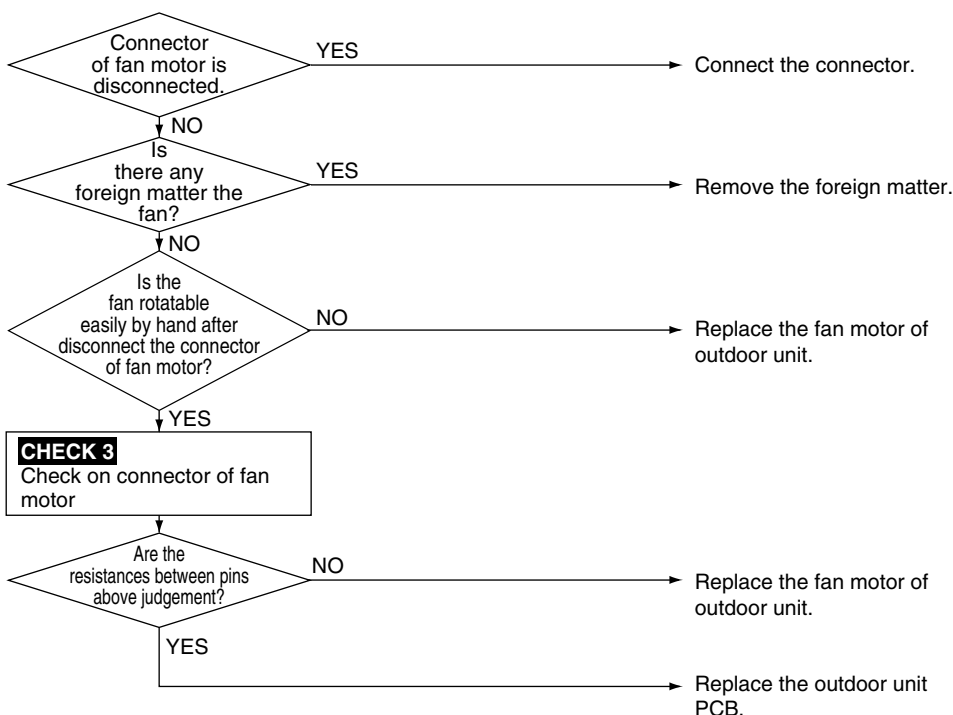 Connector
of fan motor is
disconnected.
YES
Connect the connector.
NO
Is
there any
foreign matter the
fan?
YES
Remove the foreign matter.
NO
Is the
fan rotatable
easily by hand after
disconnect the connector
of fan motor?
NO
Replace the fan motor of
outdoor unit.
YES
CHECK 3
Check on connector of fan
motor
Are the
resistances between pins
above judgement?
NO
Replace the fan motor of
outdoor unit.
YES
Replace the outdoor unit
PCB.